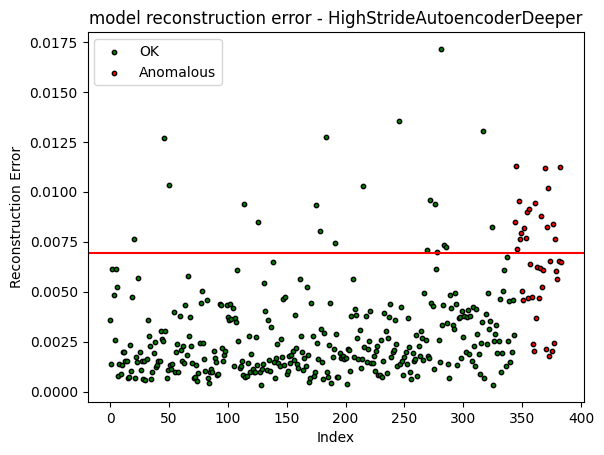 model reconstruction error - HighStrideAutoencoderDeeper
OK
Anomalous
0.0175
0.0150
0.0125
0.0100
0.0075
0.0050
0.0025
0.0000
Reconstruction Error
0 50 100 150 200 250 300 350 400
Index